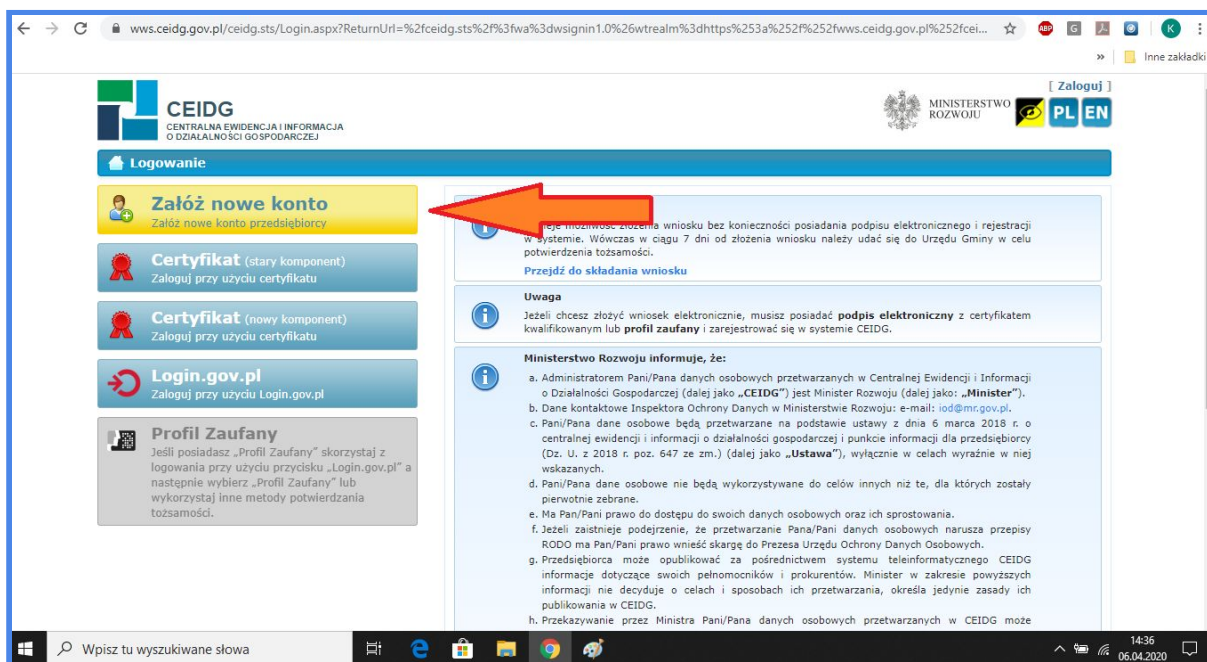 wws.ceidg.gov.pl/ceidg.sts/Login.aspx?ReturnUrl=%2fceidg.sts%2f%3fwa%3dwsignin1.0%26wtrealm%3dhttps%253a%252f%252fwws.ceidg.gov.pl%252fcei...
ABP
G
K
» Inne zakładki
[ Zaloguj ]
CEIDG
CENTRALNA EWIDENCJA I INFORMACJA
O DZIAŁALNOŚCI GOSPODARCZEJ
MINISTERSTWO
ROZWOJU
PL EN
Logowanie
Załóż nowe konto
Załóż nowe konto przedsiębiorcy
Certyfikat (stary komponent)
Zaloguj przy użyciu certyfikatu
Certyfikat (nowy komponent)
Zaloguj przy użyciu certyfikatu
Login.gov.pl
Zaloguj przy użyciu Login.gov.pl
Profil Zaufany
Jeśli posiadasz „Profil Zaufany" skorzystaj z
logowania przy użyciu przycisku „Login.gov.pl" a
następnie wybierz „Profil Zaufany" lub
wykorzystaj inne metody potwierdzania
tożsamości.
możliwość złożenia wniosku bez konieczności posiadania podpisu elektronicznego i rejestracji
w systemie. Wówczas w ciągu 7 dni od złożenia wniosku należy udać się do Urzędu Gminy w celu
potwierdzenia tożsamości.
Przejdź do składania wniosku
Uwaga
Jeżeli chcesz złożyć wniosek elektronicznie, musisz posiadać podpis elektroniczny z certyfikatem
kwalifikowanym lub profil zaufany i zarejestrować się w systemie CEIDG.
Ministerstwo Rozwoju informuje, że:
a. Administratorem Pani/Pana danych osobowych przetwarzanych w Centralnej Ewidencji i Informacji
o Działalności Gospodarczej (dalej jako „CEIDG") jest Minister Rozwoju (dalej jako: „Minister").
b. Dane kontaktowe Inspektora Ochrony Danych w Ministerstwie Rozwoju: e-mail: iod@mr.gov.pl.
c. Pani/Pana dane osobowe będą przetwarzane na podstawie ustawy z dnia 6 marca 2018 r. o
centralnej ewidencji i informacji o działalności gospodarczej i punkcie informacji dla przedsiębiorcy
(Dz. U. z 2018 r. poz. 647 ze zm.) (dalej jako „Ustawa"), wyłącznie w celach wyraźnie w niej
wskazanych.
d. Pani/Pana dane osobowe nie będą wykorzystywane do celów innych niż te, dla których zostały
pierwotnie zebrane.
e. Ma Pan/Pani prawo do dostępu do swoich danych osobowych oraz ich sprostowania.
f. Jeżeli zaistnieje podejrzenie, że przetwarzanie Pana/Pani danych osobowych narusza przepisy
RODO ma Pan/Pani prawo wnieść skargę do Prezesa Urzędu Ochrony Danych Osobowych.
g. Przedsiębiorca może opublikować za pośrednictwem systemu teleinformatycznego CEIDG
informacje dotyczące swoich pełnomocników i prokurentów. Minister w zakresie powyższych
informacji nie decyduje o celach i sposobach ich przetwarzania, określa jedynie zasady ich
publikowania w CEIDG.
h. Przekazywanie przez Ministra Pani/Pana danych osobowych przetwarzanych w CEIDG może
Wpisz tu wyszukiwane słowa
14:36
06.04.2020